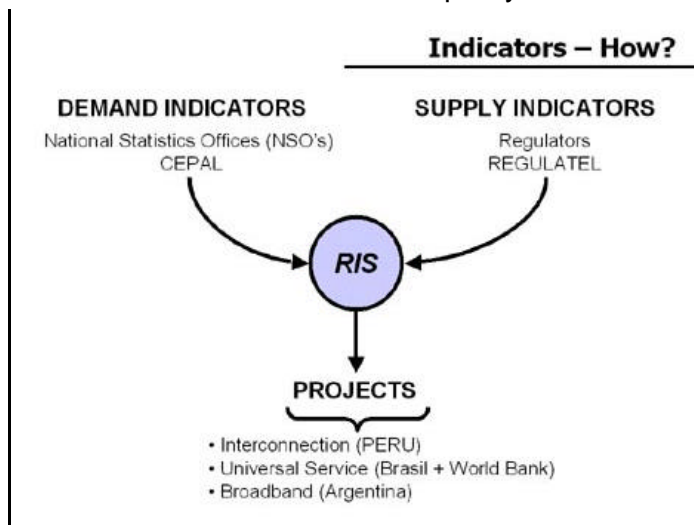 Indicators – How?
DEMAND INDICATORS
National Statistics Offices (NSO's)
CEPAL
SUPPLY INDICATORS
Regulators
REGULATEL
RIS
PROJECTS
• Interconnection (PERU)
• Universal Service (Brasil + World Bank)
• Broadband (Argentina)